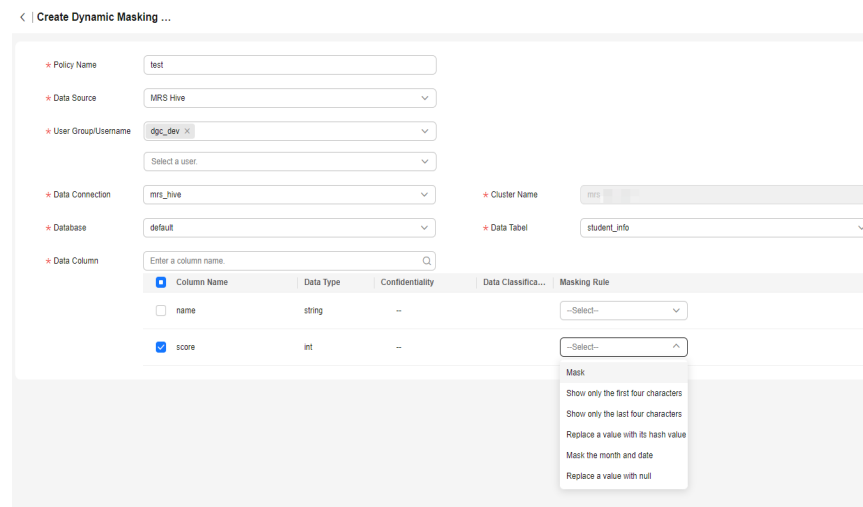 Create Dynamic Masking ...
* Policy Name test
* Data Source MRS Hive
* User Group/Username dgc_dev ×
Select a user.
* Data Connection mrs_hive * Cluster Name mrs
* Database default * Data Tabel student_info
* Data Column Enter a column name.
Column Name Data Type Confidentiality Data Classifica... Masking Rule
name string -- --Select--
score int -- --Select--
Mask
Show only the first four characters
Show only the last four characters
Replace a value with its hash value
Mask the month and date
Replace a value with null